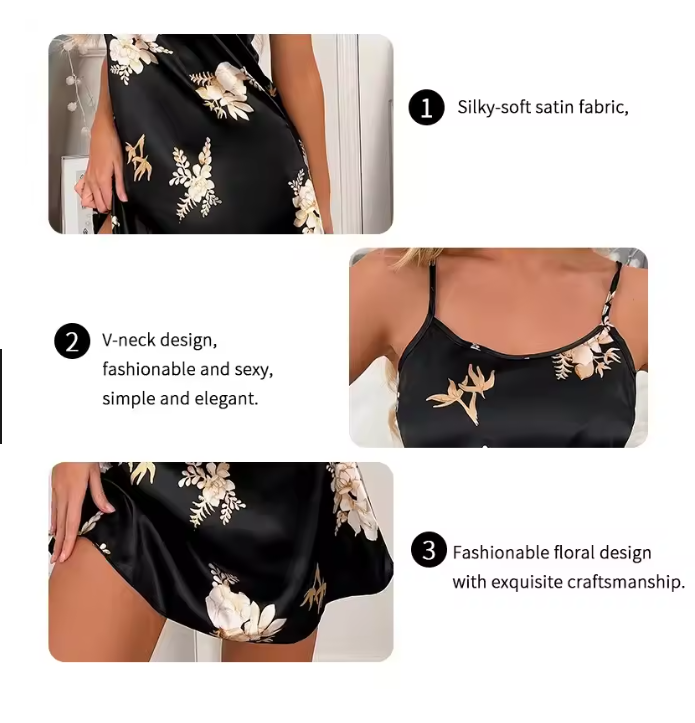 1 Silky-soft satin fabric,
2 V-neck design,
fashionable and sexy,
simple and elegant.
3 Fashionable floral design
with exquisite craftsmanship.